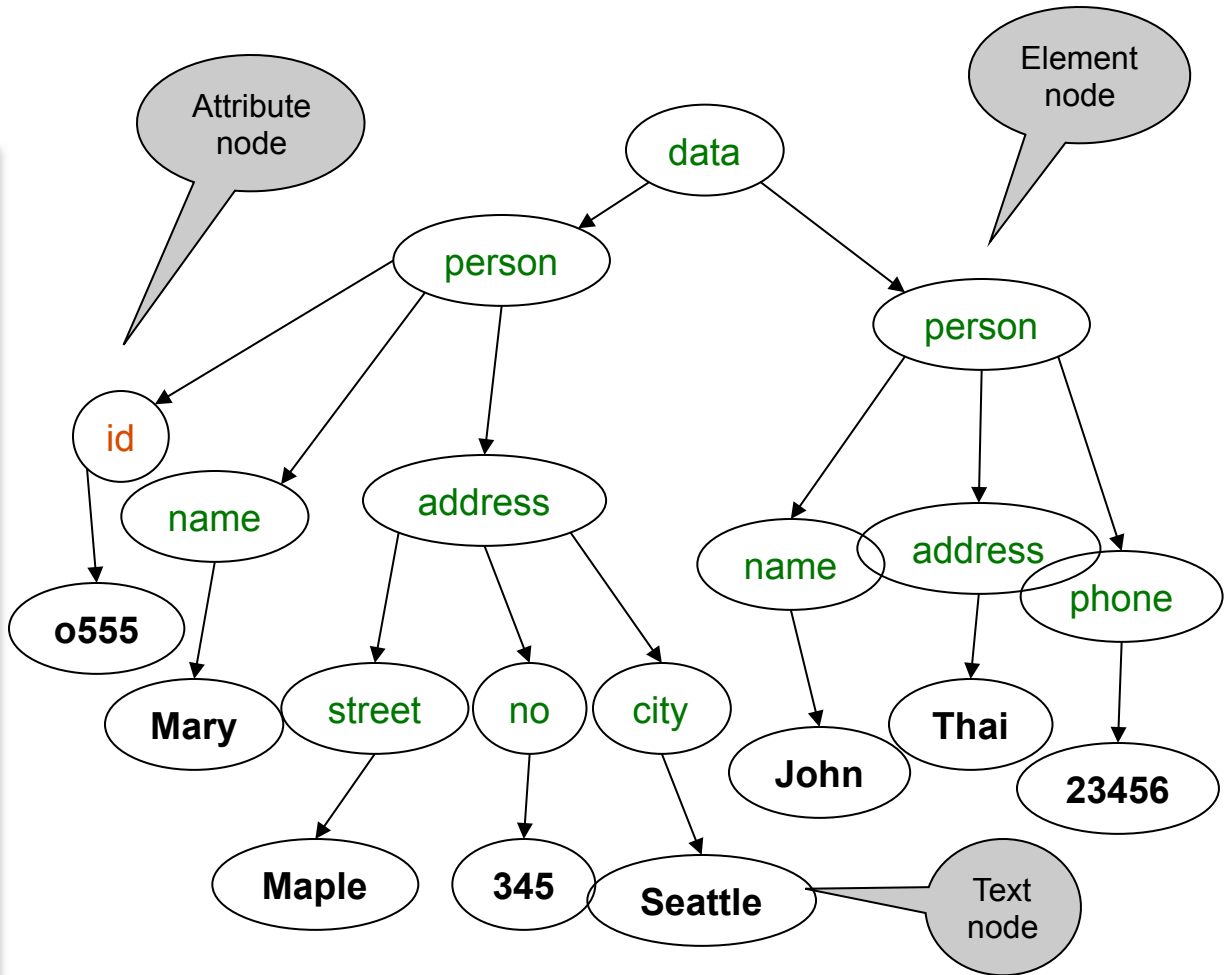 Attribute
node
Element
node
data
person
person
id
name
address
name
address
phone
o555
Mary
street
no
city
John
Thai
23456
Maple
345
Seattle
Text
node